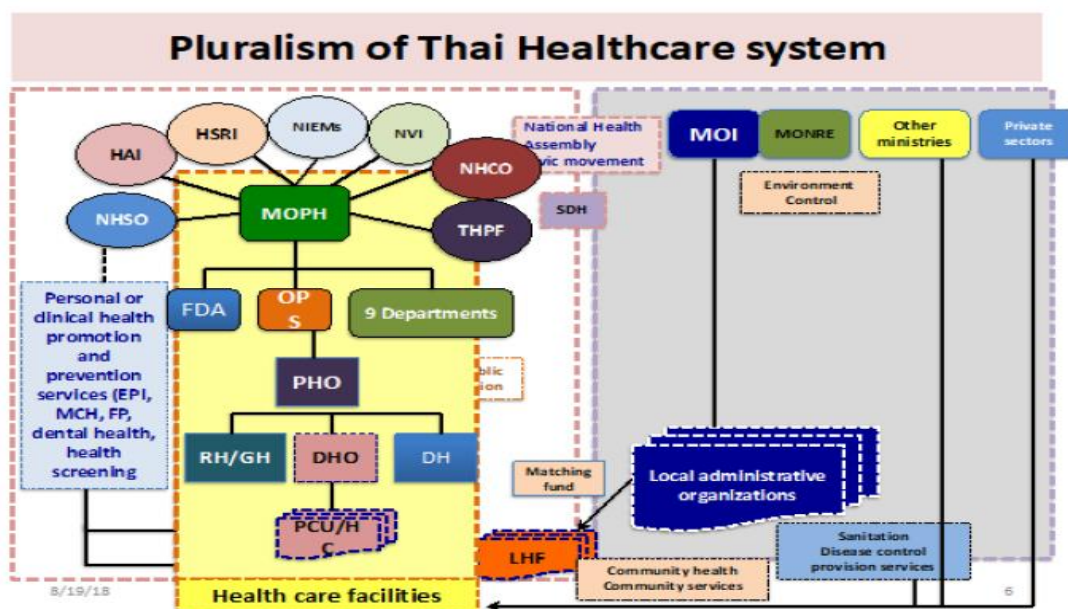 Pluralism of Thai Healthcare system
HAI
HSRI
NIEMs
NVI
NHCO
NHSO
MOPH
THPF
National Health
Assembly
vic movement
SDH
MOI
MONRE
Other
ministries
Private
sectors
Environment
Control
FDA
OP
S
9 Departments
Personal or
clinical health
promotion
and
prevention
services (EPI,
MCH, FP,
dental health,
health
screening
PHO
blic
ion
RH/GH
DHO
DH
PCU/H
C
Matching
fund
Local administrative
organizations
LHF
Sanitation
Disease control
provision services
Community health
Community services
Health care facilities
8/19/18
6